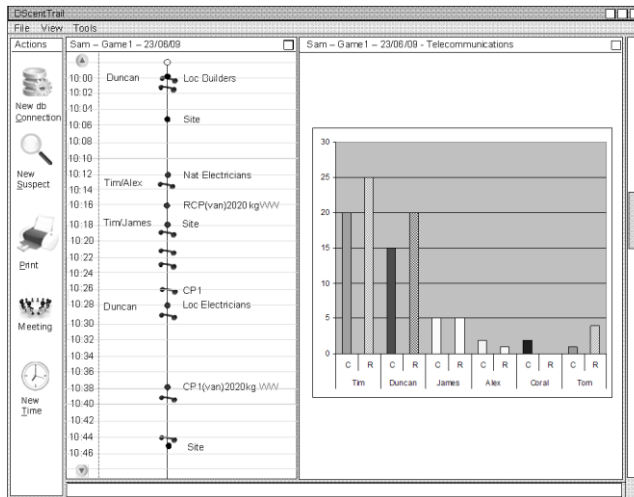 DScentTrail
File View Tools
Actions
New db
Connection
New
Suspect
Print
Meeting
New
Time
Sam – Game1 – 23/06/09
10:00 Duncan Loc Builders
10:02
10:04
10:06 Site
10:08
10:10
10:12 Nat Electricians
10:14 Tim/Alex
10:16 RCP(van)2020 kg
10:18 Tim/James Site
10:20
10:22
10:24
10:26 CP1
10:28 Duncan Loc Electricians
10:30
10:32
10:34
10:36
10:38 CP1(van)2020kg
10:40
10:42
10:44
10:46 Site
Sam – Game1 – 23/06/09 - Telecommunications
30
25
20
15
10
5
0
C R C R C R C R C R C R
Tim Duncan James Alex Coral Tom